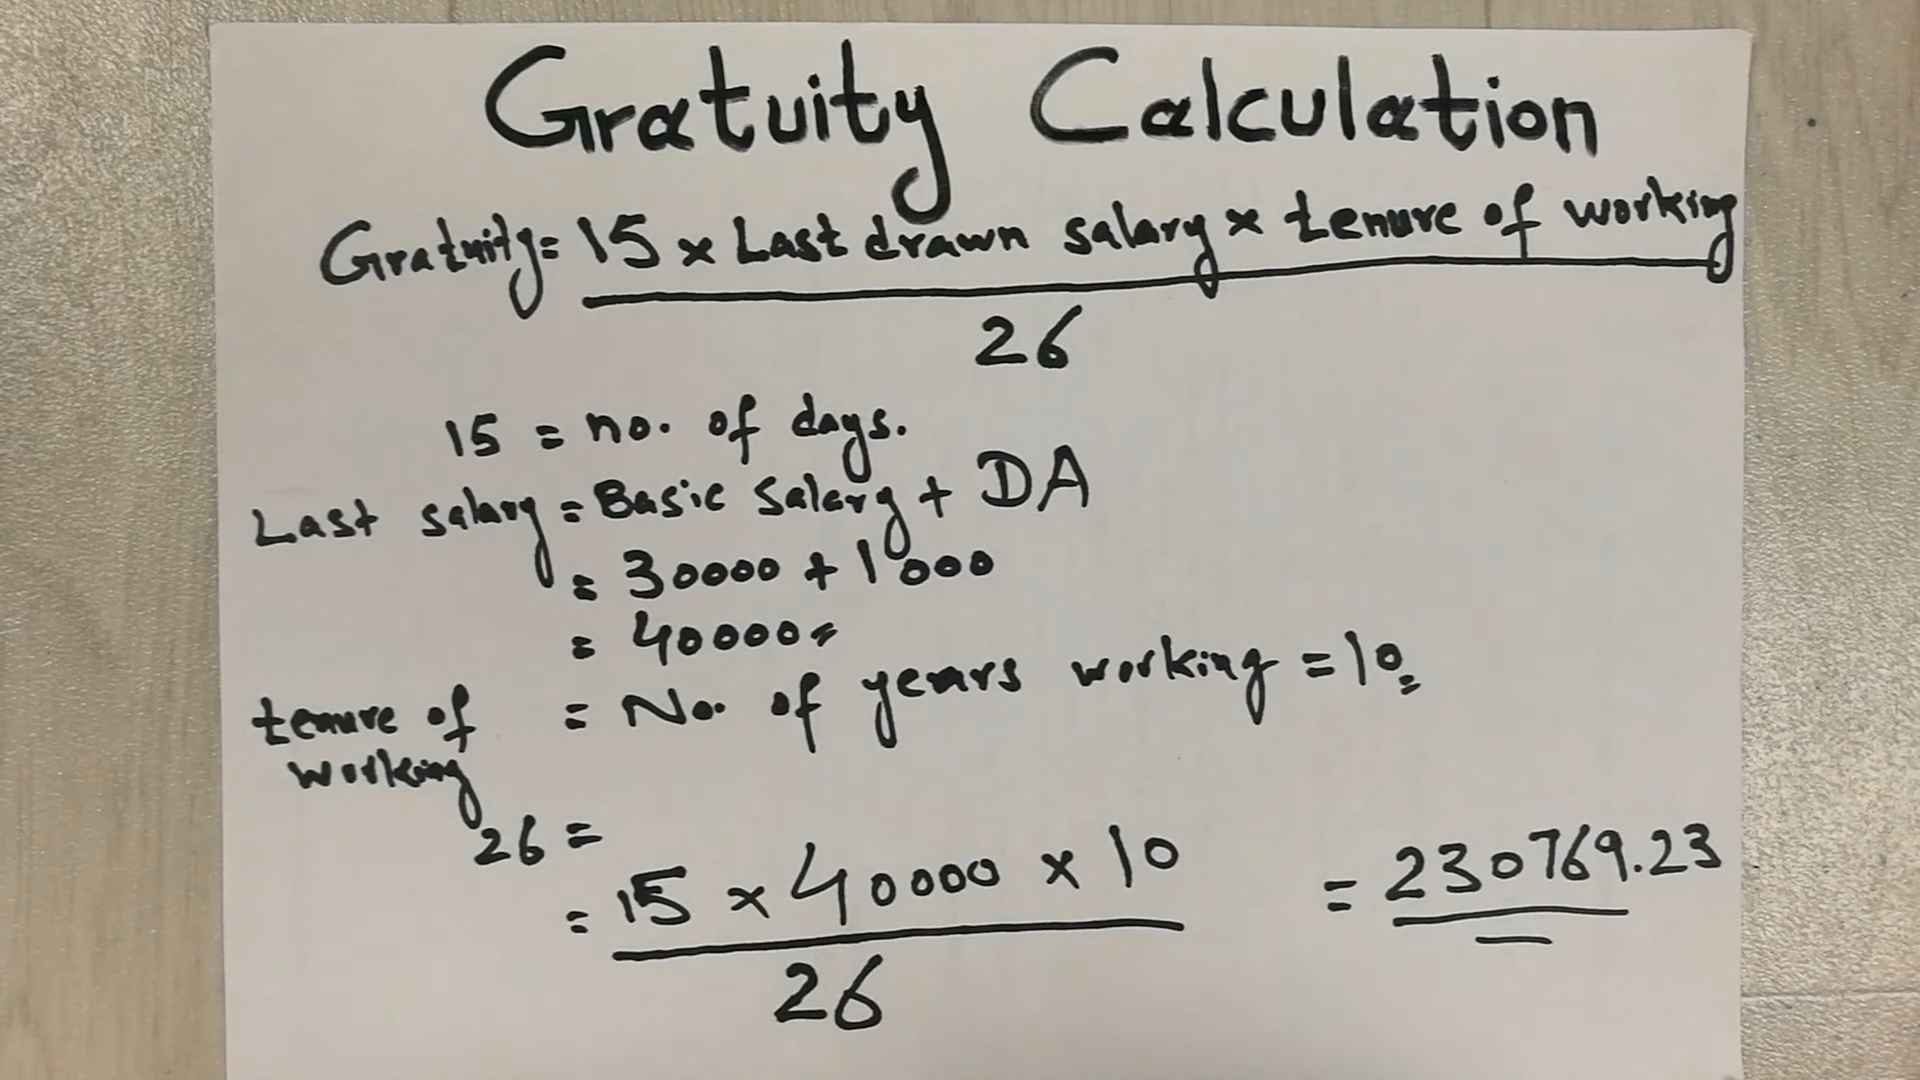 Gratuity Calculation
Gratuity = 15 × Last drawn salary × tenure of working
26
15 = no. of days.
Last salary = Basic Salary + DA
= 30000 + 10000
= 40000
tenure of working = No. of years working = 10
26 =
= 15 × 40000 × 10 = 230769.23
26